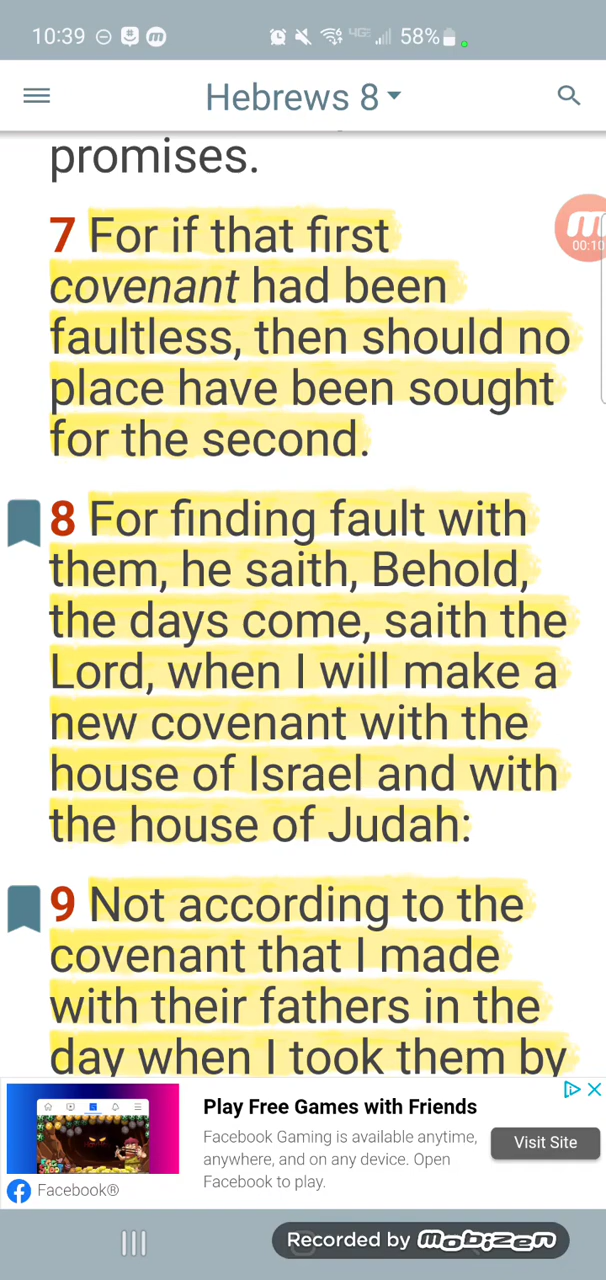 10:39 4G 58%
Hebrews 8
00:10
promises.
7 For if that first
covenant had been
faultless, then should no
place have been sought
for the second.
8 For finding fault with
them, he saith, Behold,
the days come, saith the
Lord, when I will make a
new covenant with the
house of Israel and with
the house of Judah:
9 Not according to the
covenant that I made
with their fathers in the
day when I took them by
Play Free Games with Friends
Facebook Gaming is available anytime,
anywhere, and on any device. Open
Facebook to play.
Visit Site
Facebook®
Recorded by mobizen